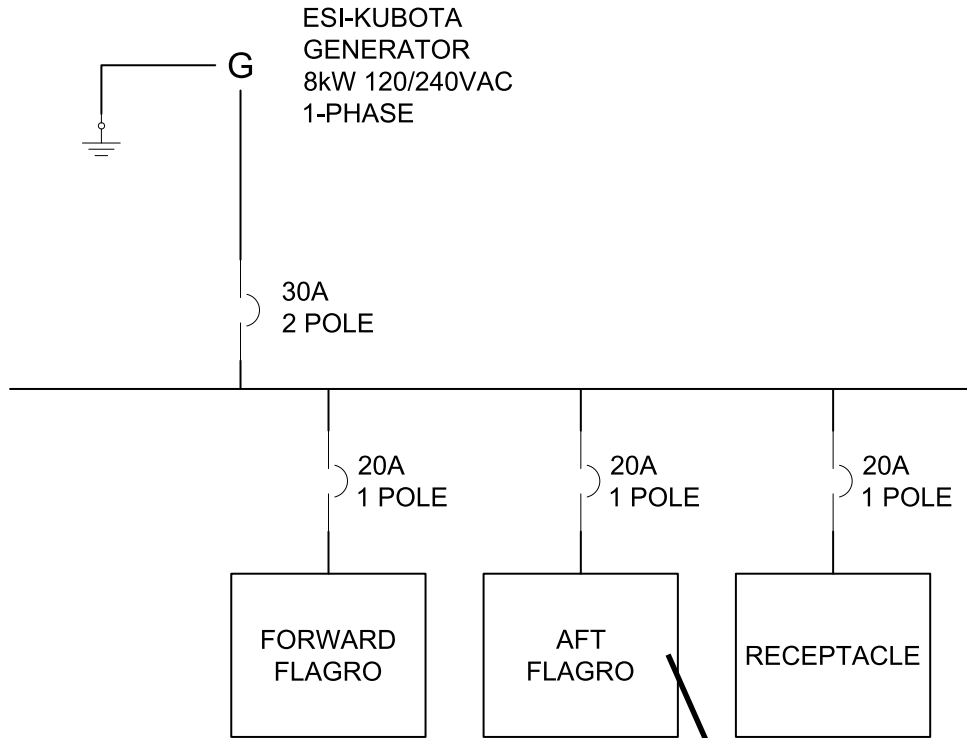 ESI-KUBOTA
GENERATOR
8kW 120/240VAC
1-PHASE
G
30A
2 POLE
20A
1 POLE
20A
1 POLE
20A
1 POLE
FORWARD
FLAGRO
AFT
FLAGRO
RECEPTACLE